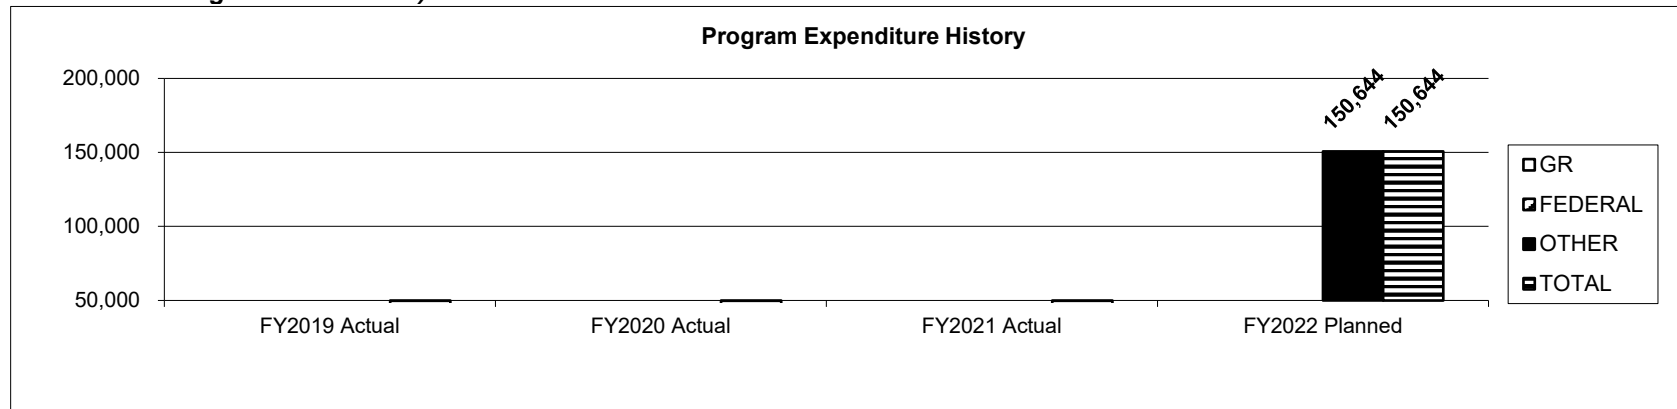 Program Expenditure History
200,000
150,000
100,000
50,000
150,644
150,644
FY2019 Actual
FY2020 Actual
FY2021 Actual
FY2022 Planned
GR
FEDERAL
OTHER
TOTAL